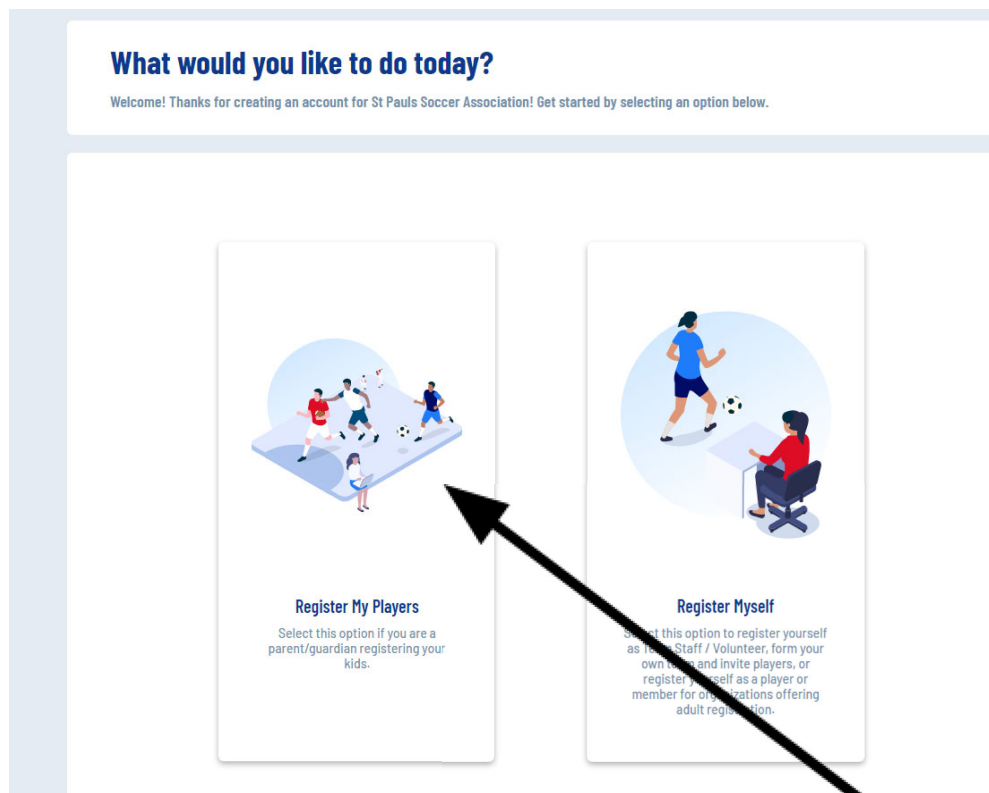 What would you like to do today?
Welcome! Thanks for creating an account for St Pauls Soccer Association! Get started by selecting an option below.
Register My Players
Select this option if you are a
parent/guardian registering your
kids.
Register Myself
this option to register yourself
as Staff / Volunteer, form your
own and invite players, or
register yourself as a player or
member for organizations offering
adult registration.